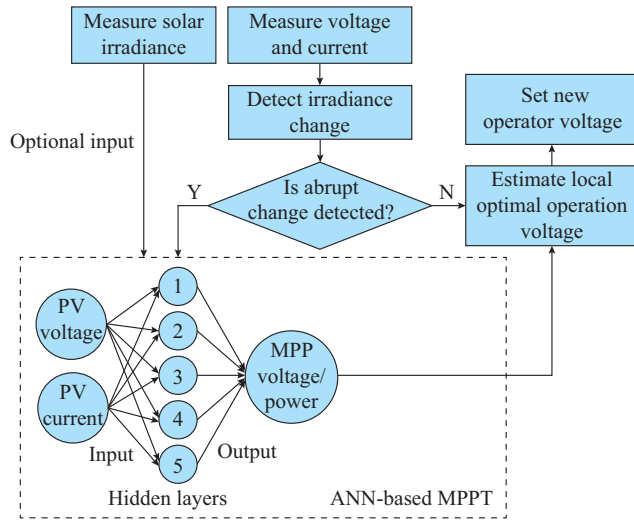 Measure solar
irradiance
Measure voltage
and current
Detect irradiance
change
Set new
operator voltage
Optional input
Y
Is abrupt
change detected?
N
Estimate local
optimal operation
voltage
PV
voltage
PV
current
1
2
3
4
5
MPP
voltage/
power
Input
Output
Hidden layers
ANN-based MPPT